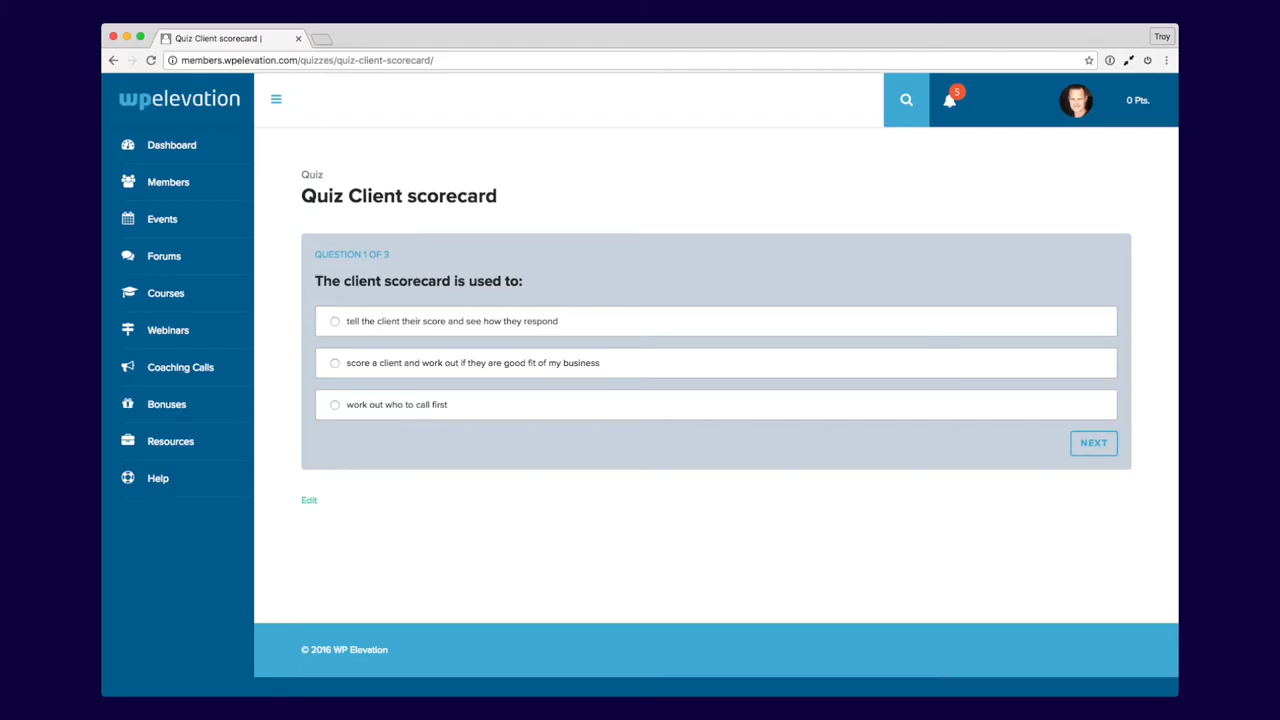 Quiz Client scorecard |
Troy
members.wpelevation.com/quizzes/quiz-client-scorecard/
wpelevation
5
0 Pts.
Dashboard
Members
Events
Forums
Courses
Webinars
Coaching Calls
Bonuses
Resources
Help
Quiz
Quiz Client scorecard
QUESTION 1 OF 3
The client scorecard is used to:
tell the client their score and see how they respond
score a client and work out if they are good fit of my business
work out who to call first
NEXT
Edit
© 2016 WP Elevation